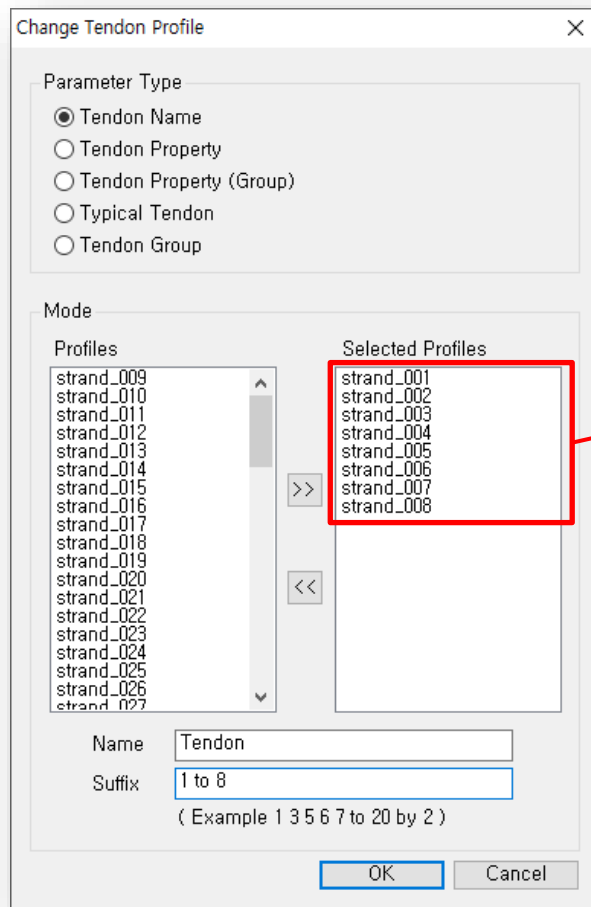 Change Tendon Profile
Parameter Type
Tendon Name
Tendon Property
Tendon Property (Group)
Typical Tendon
Tendon Group
Mode
Profiles
strand_009
strand_010
strand_011
strand_012
strand_013
strand_014
strand_015
strand_016
strand_017
strand_018
strand_019
strand_020
strand_021
strand_022
strand_023
strand_024
strand_025
strand_026
strand_027
>>
<<
Selected Profiles
strand_001
strand_002
strand_003
strand_004
strand_005
strand_006
strand_007
strand_008
Name Tendon
Suffix 1 to 8
( Example 1 3 5 6 7 to 20 by 2 )
OK Cancel